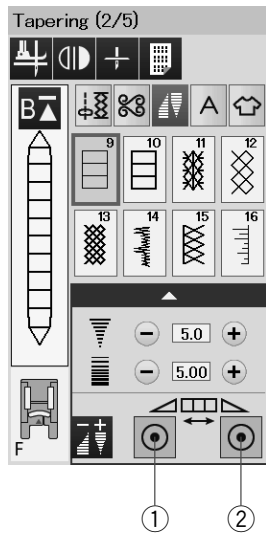 Tapering (2/5)
B A
9 10 11 12
13 14 15 16
− 5.0 +
− 5.00 +
F − +
① ②